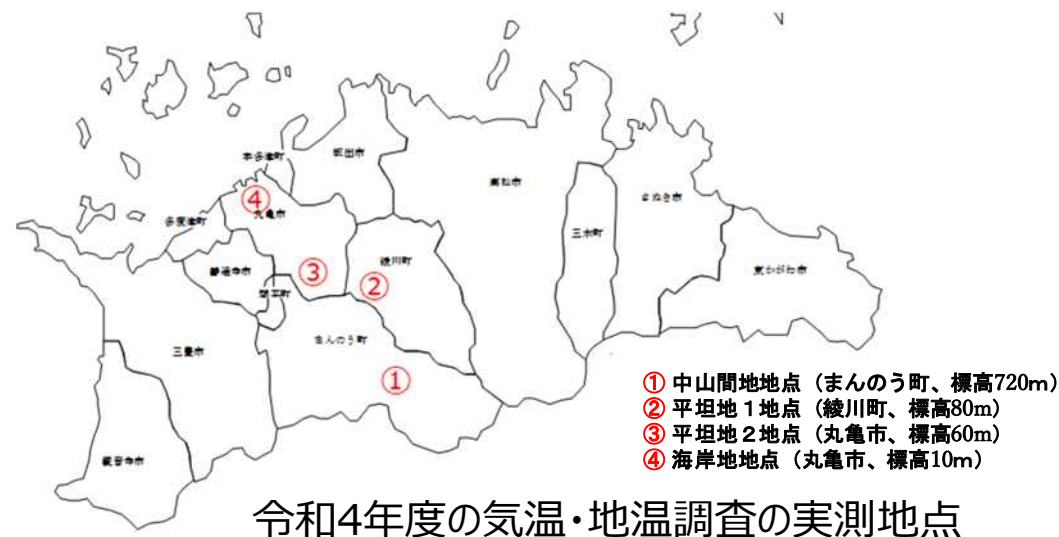 宇多津町
坂出市
高松市
さぬき市
④
丸亀市
多度津町
三木町
綾川町
東かがわ市
善通寺市
③
②
琴平町
まんのう町
三豊市
①
観音寺市
① 中山間地地点（まんのう町、標高720m）
② 平坦地１地点（綾川町、標高80m）
③ 平坦地２地点（丸亀市、標高60m）
④ 海岸地地点（丸亀市、標高10m）
令和4年度の気温・地温調査の実測地点